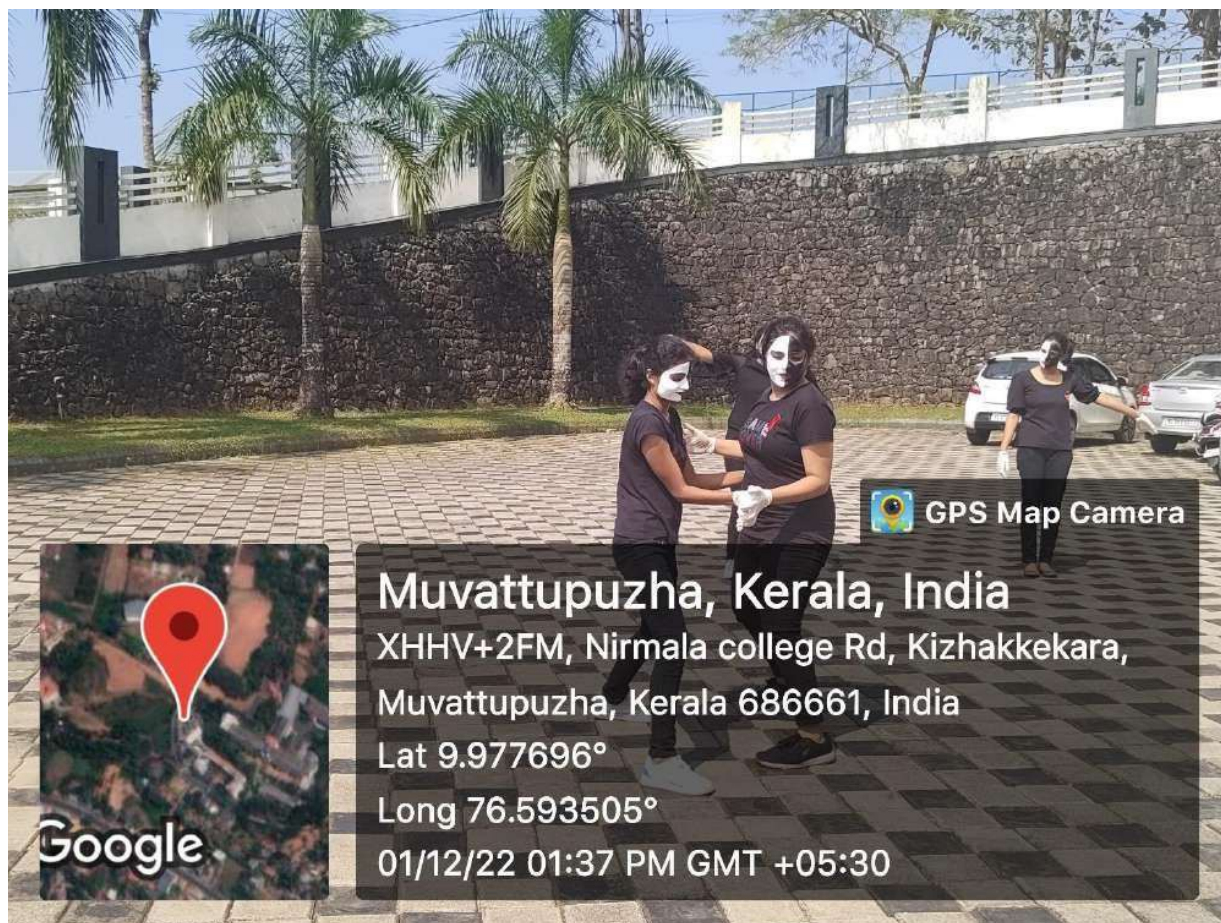 GPS Map Camera
Muvattupuzha, Kerala, India
XHHV+2FM, Nirmala college Rd, Kizhakkekara,
Muvattupuzha, Kerala 686661, India
Lat 9.977696°
Long 76.593505°
01/12/22 01:37 PM GMT +05:30
Google